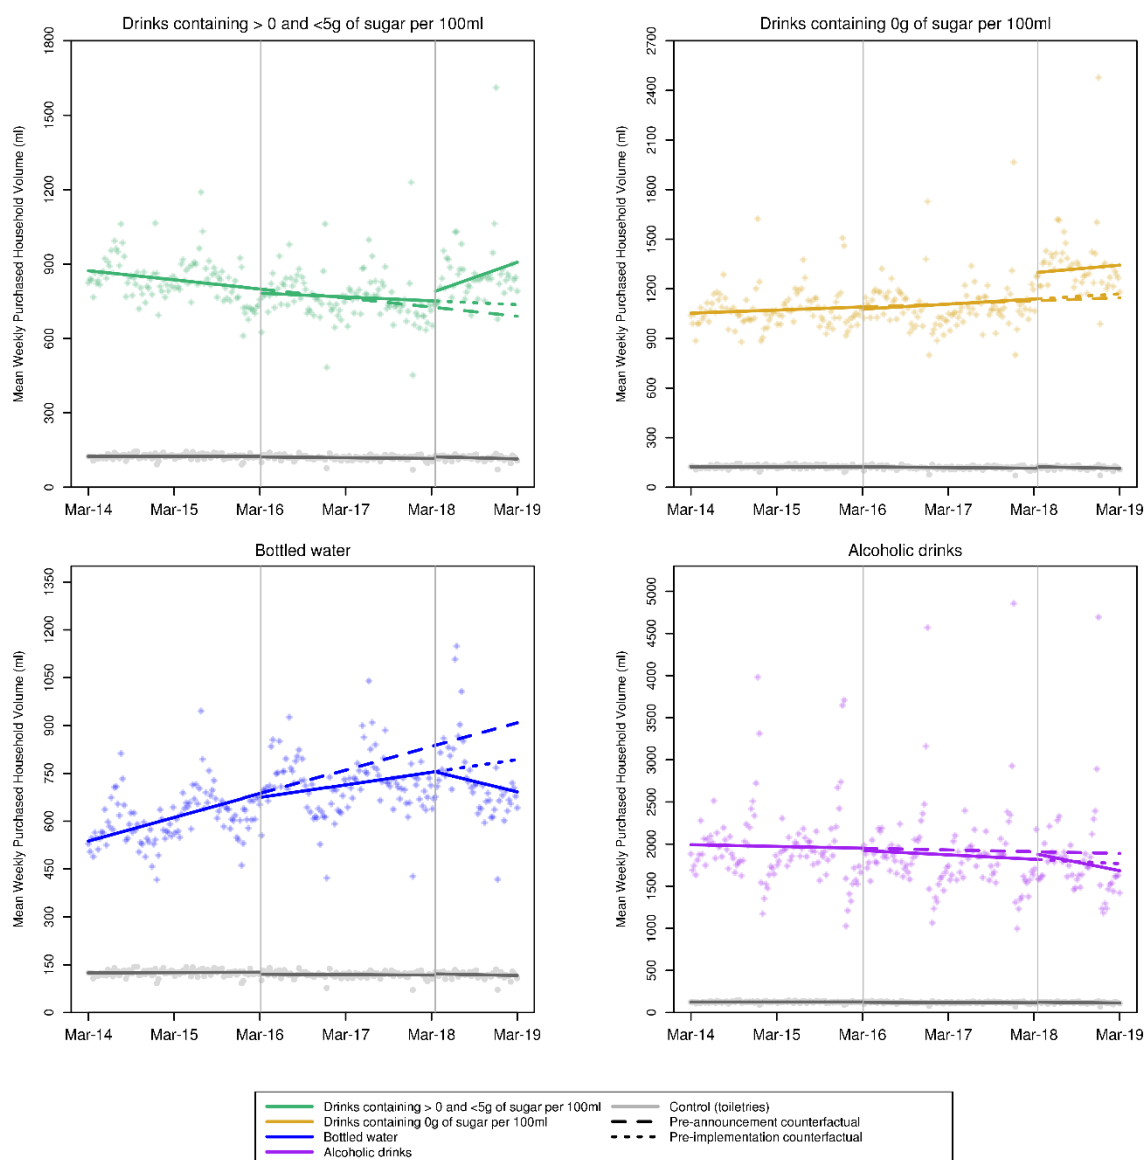 Drinks containing > 0 and <5g of sugar per 100ml
Mean Weekly Purchased Household Volume (ml)
1800
1500
1200
900
600
300
0
Mar-14 Mar-15 Mar-16 Mar-17 Mar-18 Mar-19
Drinks containing 0g of sugar per 100ml
Mean Weekly Purchased Household Volume (ml)
2700
2400
2100
1800
1500
1200
900
600
300
0
Mar-14 Mar-15 Mar-16 Mar-17 Mar-18 Mar-19
Bottled water
Mean Weekly Purchased Household Volume (ml)
1350
1200
1050
900
750
600
450
300
150
0
Mar-14 Mar-15 Mar-16 Mar-17 Mar-18 Mar-19
Alcoholic drinks
Mean Weekly Purchased Household Volume (ml)
5000
4500
4000
3500
3000
2500
2000
1500
1000
500
0
Mar-14 Mar-15 Mar-16 Mar-17 Mar-18 Mar-19
Drinks containing > 0 and <5g of sugar per 100ml
Drinks containing 0g of sugar per 100ml
Bottled water
Alcoholic drinks
Control (toiletries)
Pre-announcement counterfactual
Pre-implementation counterfactual